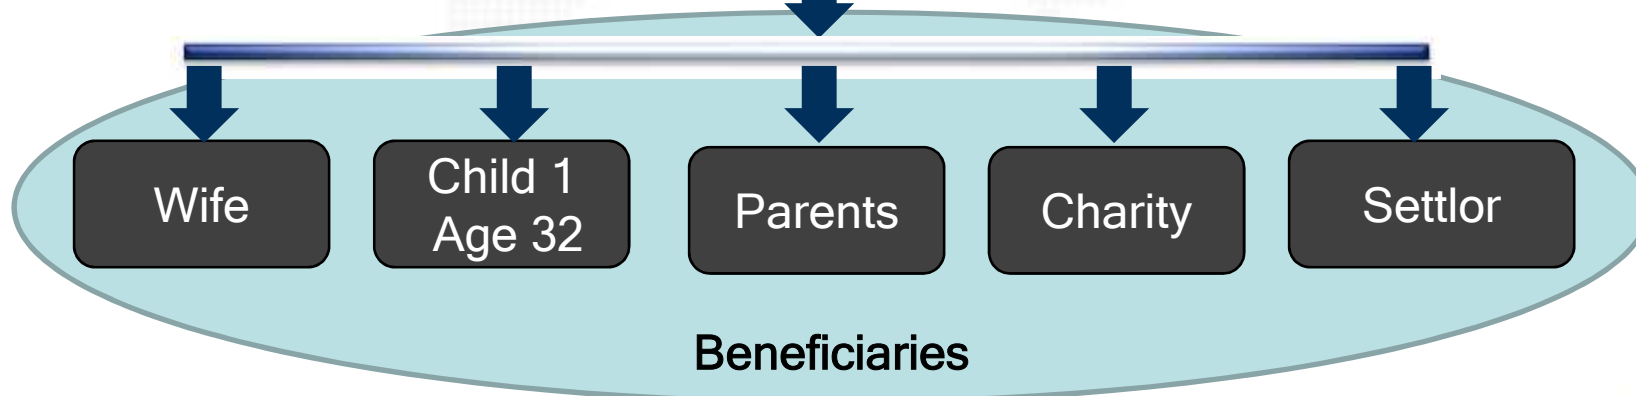 Wife
Child 1
Age 32
Parents
Charity
Settlor
Beneficiaries